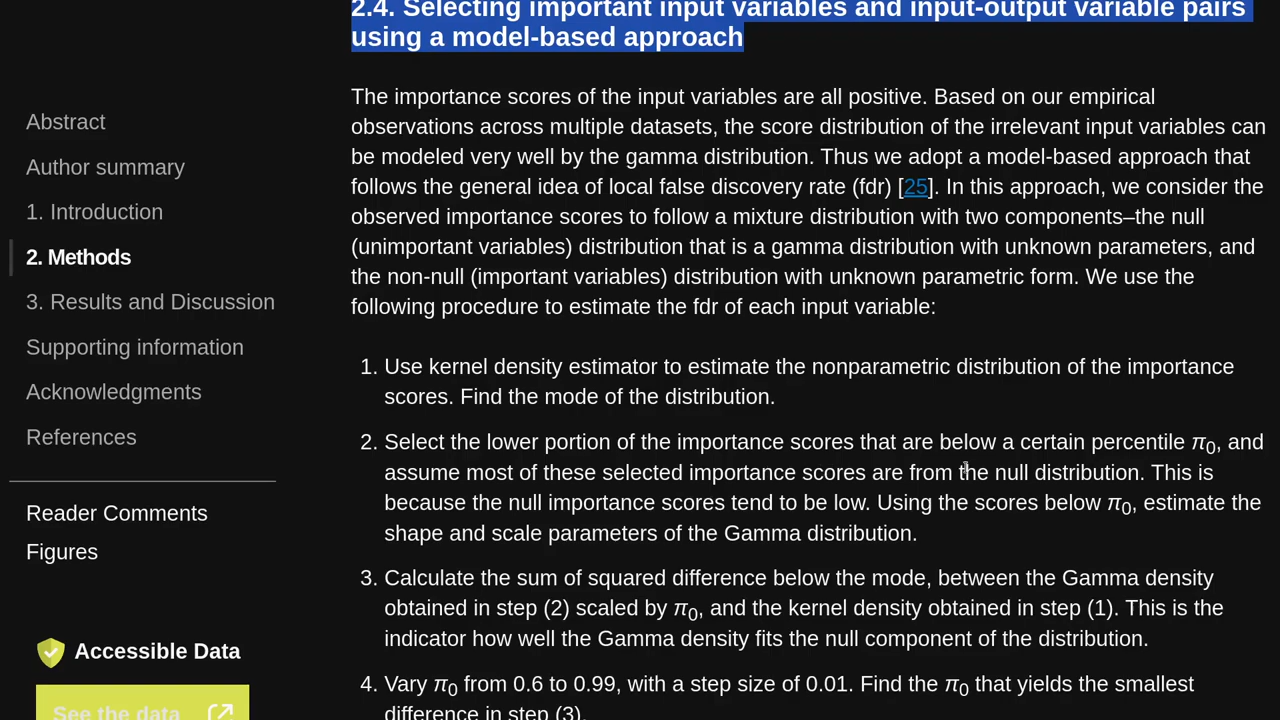 2.4. Selecting important input variables and input-output variable pairs
using a model-based approach
Abstract
Author summary
1. Introduction
2. Methods
3. Results and Discussion
Supporting information
Acknowledgments
References
Reader Comments
Figures
Accessible Data
See the data
The importance scores of the input variables are all positive. Based on our empirical
observations across multiple datasets, the score distribution of the irrelevant input variables can
be modeled very well by the gamma distribution. Thus we adopt a model-based approach that
follows the general idea of local false discovery rate (fdr) [25]. In this approach, we consider the
observed importance scores to follow a mixture distribution with two components–the null
(unimportant variables) distribution that is a gamma distribution with unknown parameters, and
the non-null (important variables) distribution with unknown parametric form. We use the
following procedure to estimate the fdr of each input variable:
1. Use kernel density estimator to estimate the nonparametric distribution of the importance
scores. Find the mode of the distribution.
2. Select the lower portion of the importance scores that are below a certain percentile π0, and
assume most of these selected importance scores are from the null distribution. This is
because the null importance scores tend to be low. Using the scores below π0, estimate the
shape and scale parameters of the Gamma distribution.
3. Calculate the sum of squared difference below the mode, between the Gamma density
obtained in step (2) scaled by π0, and the kernel density obtained in step (1). This is the
indicator how well the Gamma density fits the null component of the distribution.
4. Vary π0 from 0.6 to 0.99, with a step size of 0.01. Find the π0 that yields the smallest
difference in step (3).